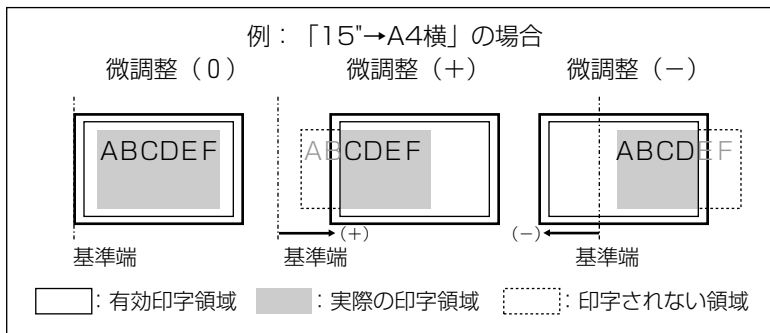 例：「15"→A4横」の場合
微調整（0） 微調整（+） 微調整（−）
ABCDEF ABCDEF ABCDEF
(+) (−)
基準端 基準端 基準端
：有効印字領域 ：実際の印字領域 ：印字されない領域